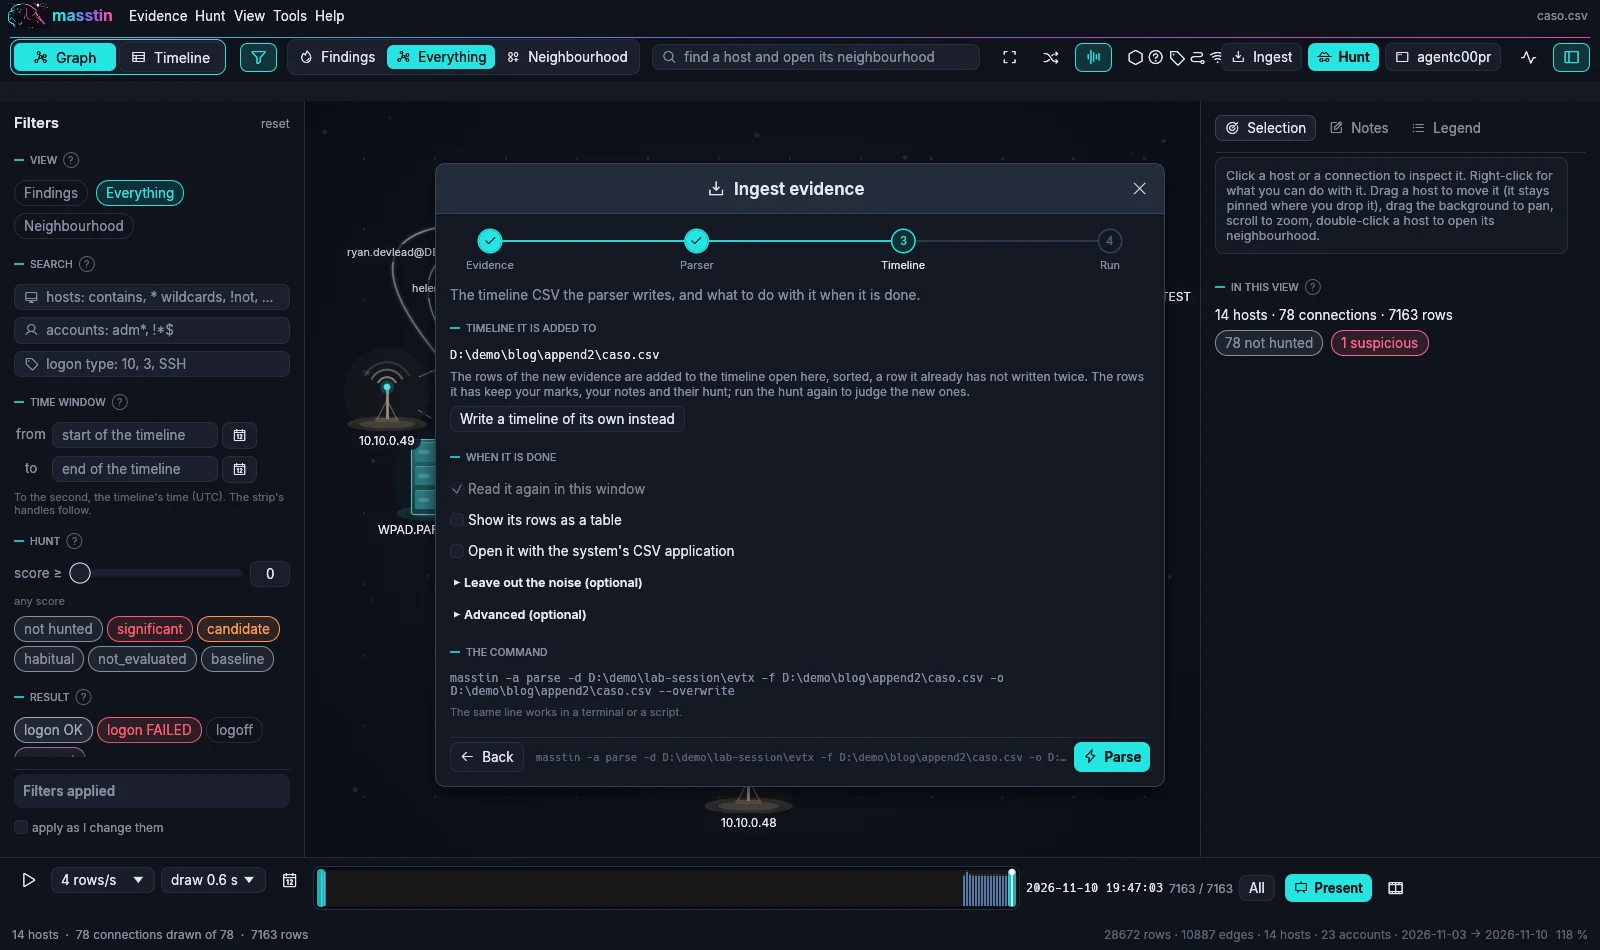 masstin Evidence Hunt View Tools Help caso.csv
Graph Timeline Findings Everything Neighbourhood find a host and open its neighbourhood Ingest Hunt agentc00pr
Filters reset
VIEW ?
Findings Everything
Neighbourhood
SEARCH ?
hosts: contains, * wildcards, !not, ...
accounts: adm*, !*$
logon type: 10, 3, SSH
TIME WINDOW ?
from start of the timeline
to end of the timeline
To the second, the timeline's time (UTC). The strip's
handles follow.
HUNT ?
score ≥ 0
any score
not hunted significant candidate
habitual not_evaluated baseline
RESULT ?
logon OK logon FAILED logoff
Filters applied
apply as I change them
ryan.devlead@DE
hele
10.10.0.49
WPAD.PAR
TEST
10.10.0.48
Ingest evidence
3 4
Evidence Parser Timeline Run
The timeline CSV the parser writes, and what to do with it when it is done.
TIMELINE IT IS ADDED TO
D:\demo\blog\append2\caso.csv
The rows of the new evidence are added to the timeline open here, sorted, a row it already has not written twice. The rows
it has keep your marks, your notes and their hunt; run the hunt again to judge the new ones.
Write a timeline of its own instead
WHEN IT IS DONE
Read it again in this window
Show its rows as a table
Open it with the system's CSV application
Leave out the noise (optional)
Advanced (optional)
THE COMMAND
masstin -a parse -d D:\demo\lab-session\evtx -f D:\demo\blog\append2\caso.csv -o
D:\demo\blog\append2\caso.csv --overwrite
The same line works in a terminal or a script.
Back masstin -a parse -d D:\demo\lab-session\evtx -f D:\demo\blog\append2\caso.csv -o D:… Parse
Selection Notes Legend
Click a host or a connection to inspect it. Right-click for
what you can do with it. Drag a host to move it (it stays
pinned where you drop it), drag the background to pan,
scroll to zoom, double-click a host to open its
neighbourhood.
IN THIS VIEW ?
14 hosts · 78 connections · 7163 rows
78 not hunted 1 suspicious
4 rows/s draw 0.6 s 2026-11-10 19:47:03 7163 / 7163 All Present
14 hosts · 78 connections drawn of 78 · 7163 rows 28672 rows · 10887 edges · 14 hosts · 23 accounts · 2026-11-03 → 2026-11-10 118 %